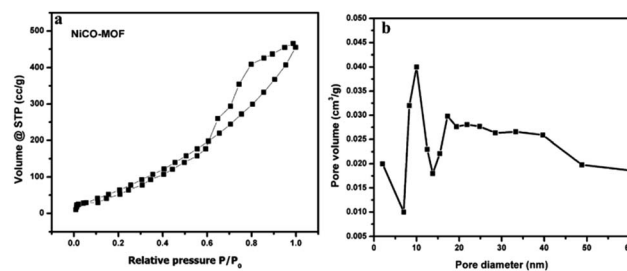 a
NiCO-MOF
500
400
300
200
100
0
0.0 0.2 0.4 0.6 0.8 1.0
Volume @ STP (cc/g)
Relative pressure P/P₀
b
0.045
0.040
0.035
0.030
0.025
0.020
0.015
0.010
0.005
0 10 20 30 40 50 60
Pore volume (cm³/g)
Pore diameter (nm)